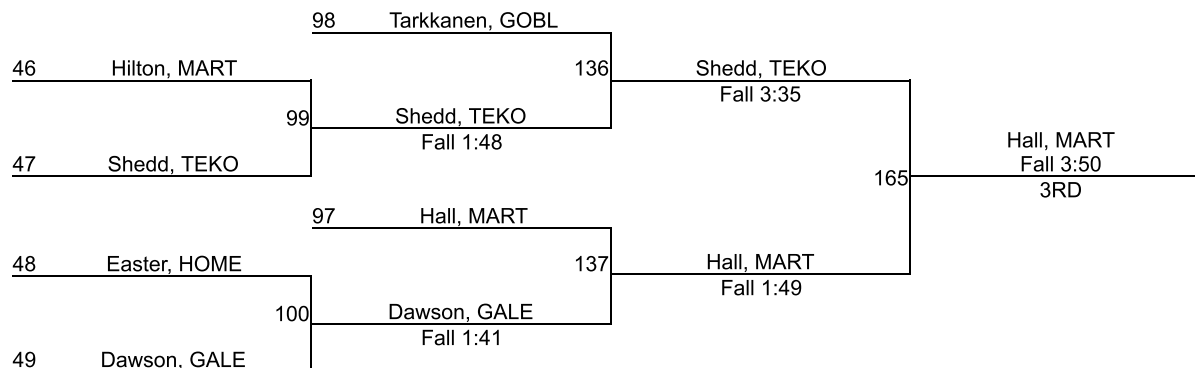 98 Tarkkanen, GOBL
46 Hilton, MART
136 Shedd, TEKO
Fall 3:35
99 Shedd, TEKO
Fall 1:48
Hall, MART
47 Shedd, TEKO
Fall 3:50
165
3RD
97 Hall, MART
48 Easter, HOME
137 Hall, MART
Fall 1:49
100 Dawson, GALE
Fall 1:41
49 Dawson, GALE